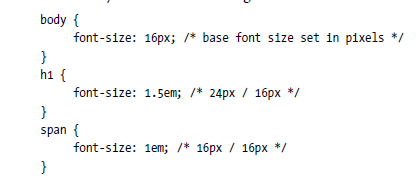 body {
font-size: 16px; /* base font size set in pixels */
}
h1 {
font-size: 1.5em; /* 24px / 16px */
}
span {
font-size: 1em; /* 16px / 16px */
}